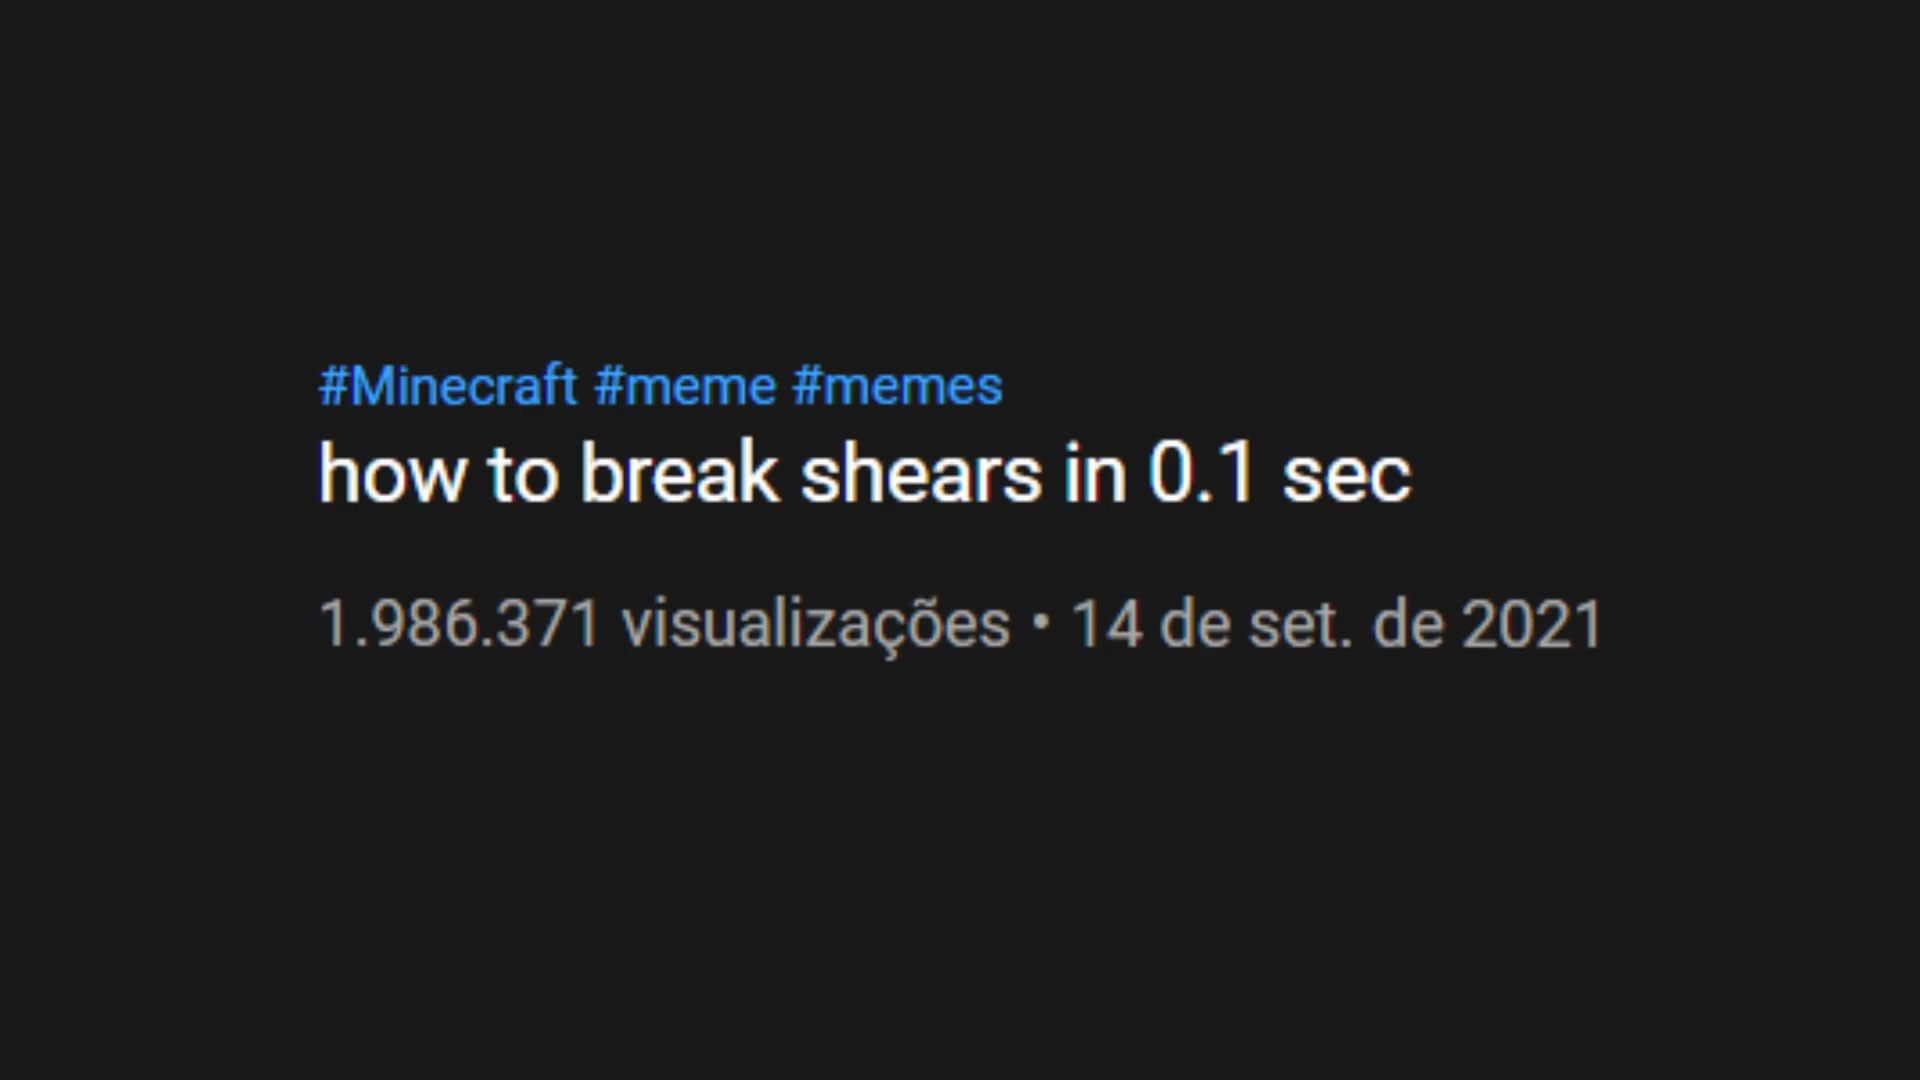 #Minecraft #meme #memes
how to break shears in 0.1 sec
1.986.371 visualizações • 14 de set. de 2021